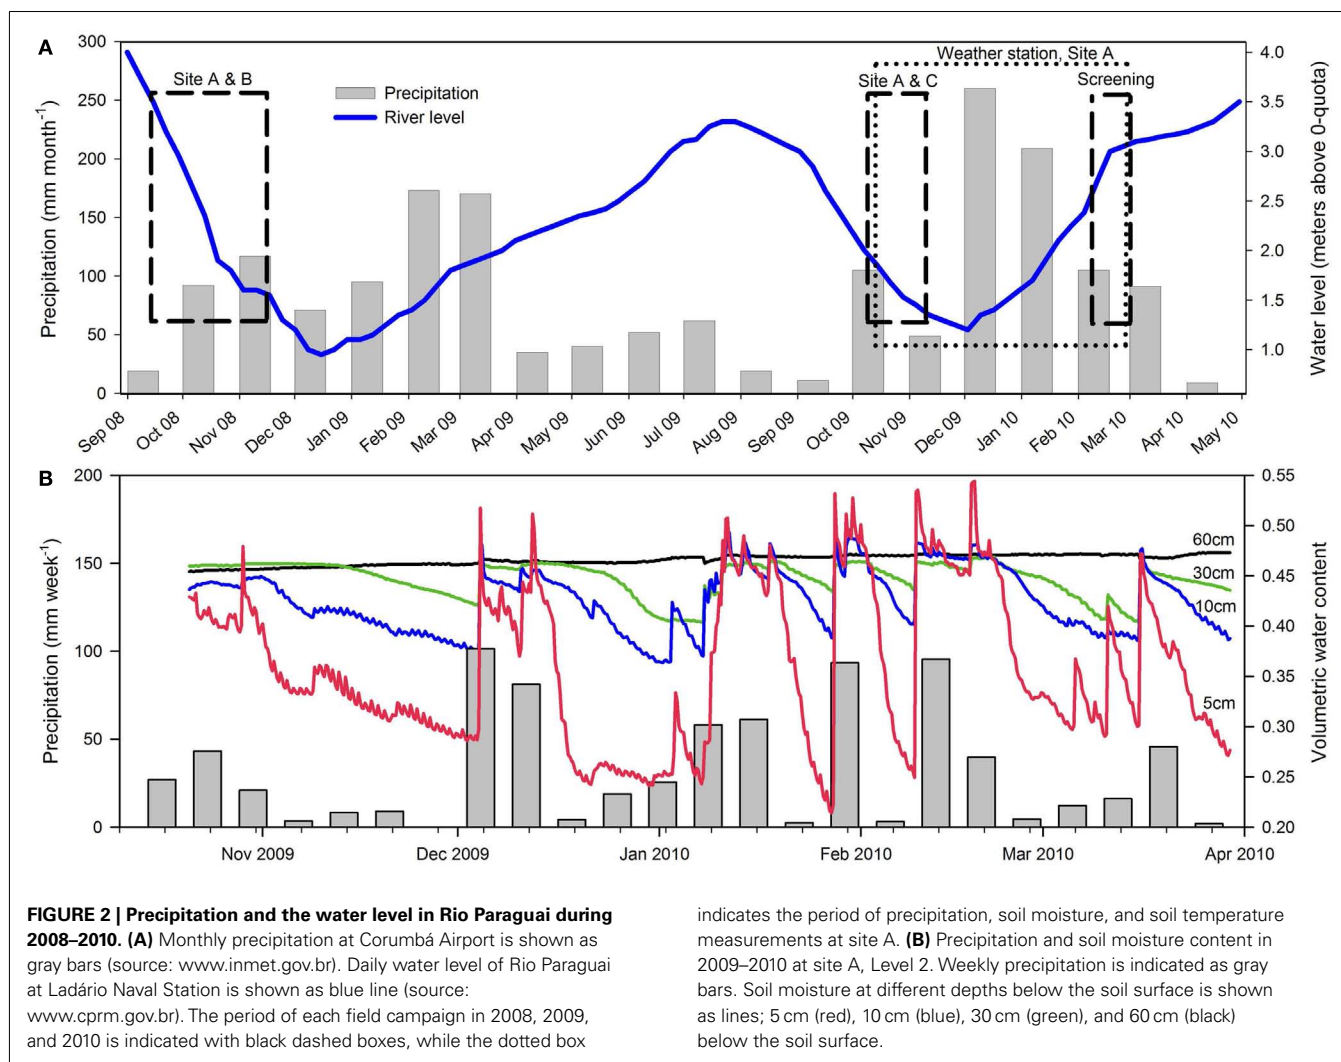 A
300
250
200
150
100
50
0
Precipitation (mm month-1)
Site A & B
Precipitation
River level
Weather station, Site A
Site A & C
Screening
4.0
3.5
3.0
2.5
2.0
1.5
1.0
Water level (meters above 0-quota)
Sep 08
Oct 08
Nov 08
Dec 08
Jan 09
Feb 09
Mar 09
Apr 09
May 09
Jun 09
Jul 09
Aug 09
Sep 09
Oct 09
Nov 09
Dec 09
Jan 10
Feb 10
Mar 10
Apr 10
May 10
B
200
150
100
50
0
Precipitation (mm week-1)
60cm
30cm
10cm
5cm
0.55
0.50
0.45
0.40
0.35
0.30
0.25
0.20
Volumetric water content
Nov 2009
Dec 2009
Jan 2010
Feb 2010
Mar 2010
Apr 2010
FIGURE 2 | Precipitation and the water level in Rio Paraguai during
2008–2010. (A) Monthly precipitation at Corumbá Airport is shown as
gray bars (source: www.inmet.gov.br). Daily water level of Rio Paraguai
at Ladário Naval Station is shown as blue line (source:
www.cprm.gov.br). The period of each field campaign in 2008, 2009,
and 2010 is indicated with black dashed boxes, while the dotted box
indicates the period of precipitation, soil moisture, and soil temperature
measurements at site A. (B) Precipitation and soil moisture content in
2009–2010 at site A, Level 2. Weekly precipitation is indicated as gray
bars. Soil moisture at different depths below the soil surface is shown
as lines; 5 cm (red), 10 cm (blue), 30 cm (green), and 60 cm (black)
below the soil surface.